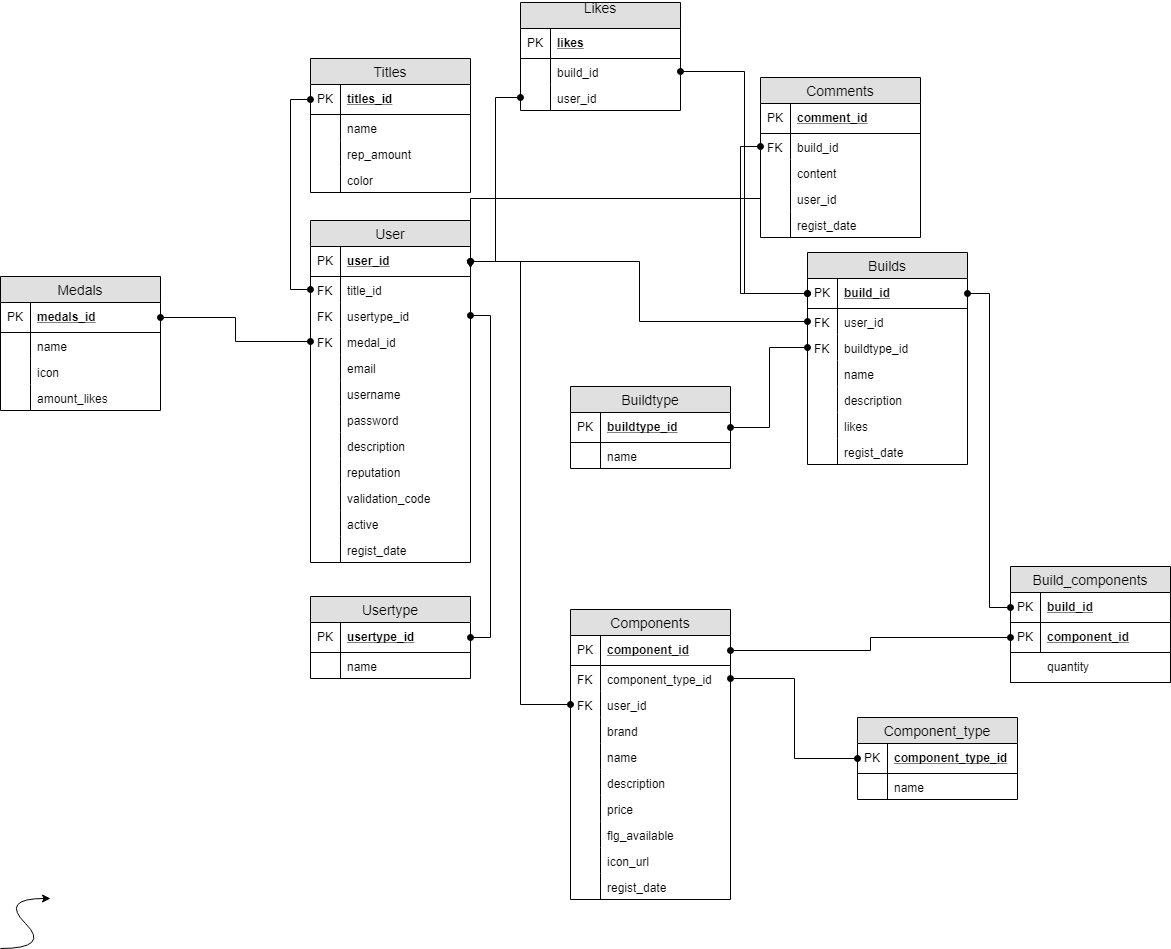 Likes
PK likes
build_id
user_id
Titles
PK titles_id
name
rep_amount
color
Comments
PK comment_id
FK build_id
content
user_id
regist_date
User
PK user_id
FK title_id
FK usertype_id
FK medal_id
email
username
password
description
reputation
validation_code
active
regist_date
Medals
PK medals_id
name
icon
amount_likes
Builds
PK build_id
FK user_id
FK buildtype_id
name
description
likes
regist_date
Buildtype
PK buildtype_id
name
Usertype
PK usertype_id
name
Components
PK component_id
FK component_type_id
FK user_id
brand
name
description
price
flg_available
icon_url
regist_date
Build_components
PK build_id
PK component_id
quantity
Component_type
PK component_type_id
name